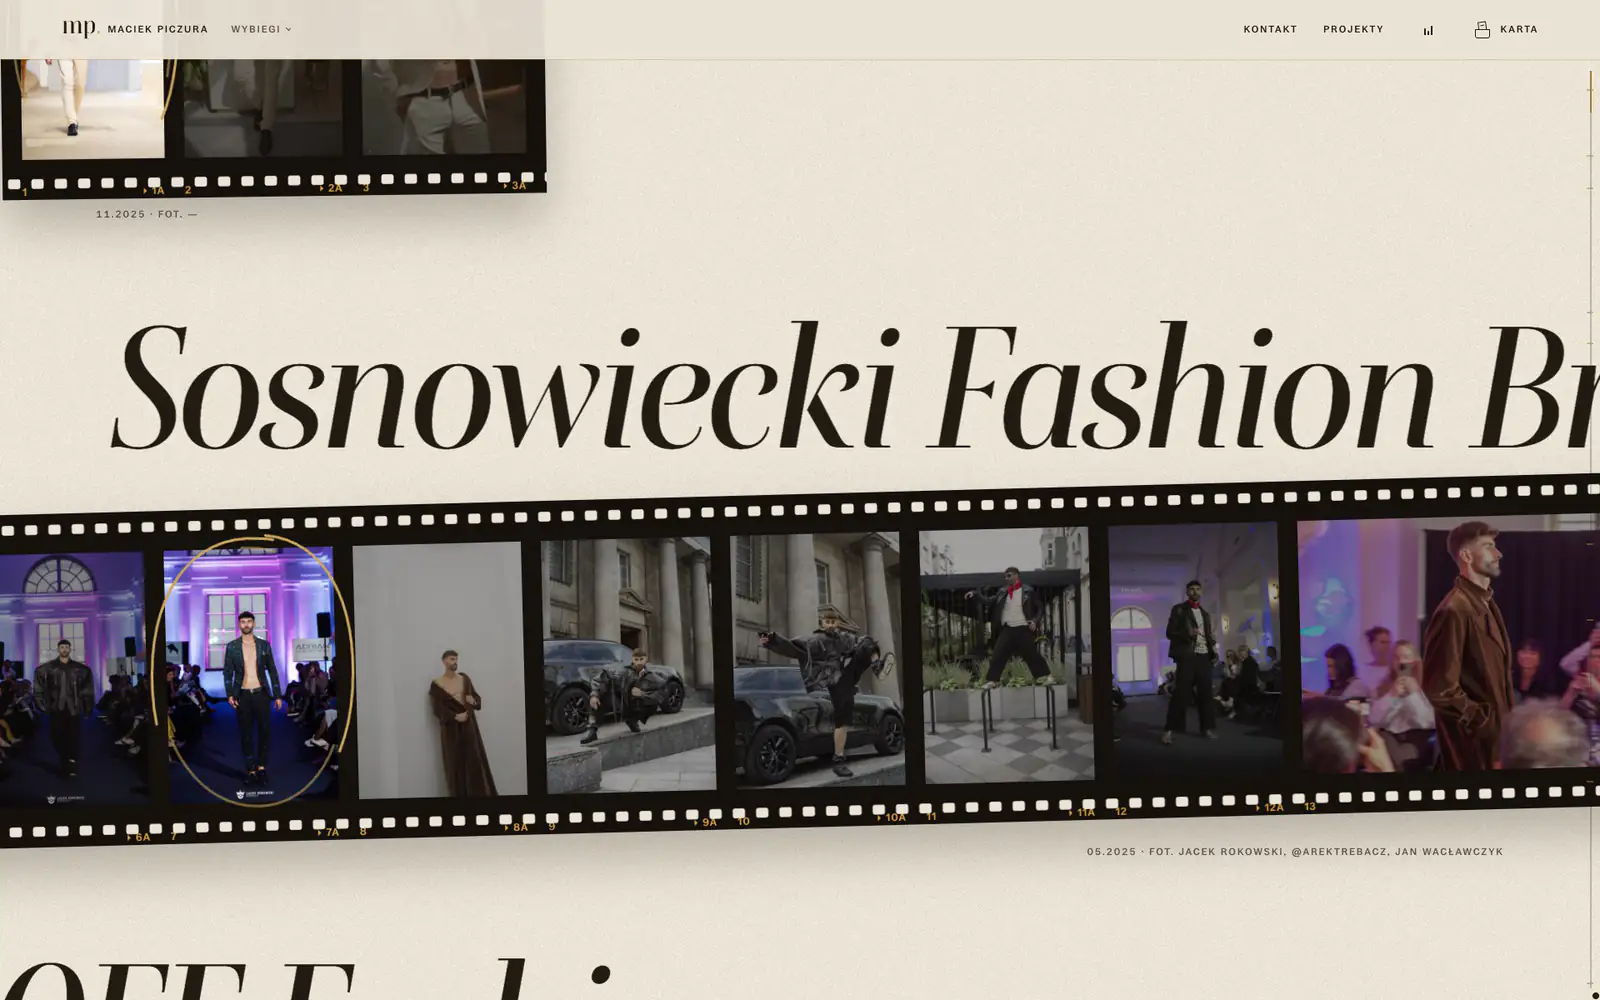 mp. MACIEK PICZURA WYBIEGI KONTAKT PROJEKTY KARTA
1 1A 2 2A 3 3A
11.2025 · FOT. —
Sosnowiecki Fashion Br
6A 7 7A 8 8A 9 9A 10 10A 11 11A 12 12A 13
05.2025 · FOT. JACEK ROKOWSKI, @AREKTREBACZ, JAN WACŁAWCZYK
OFF Fashi